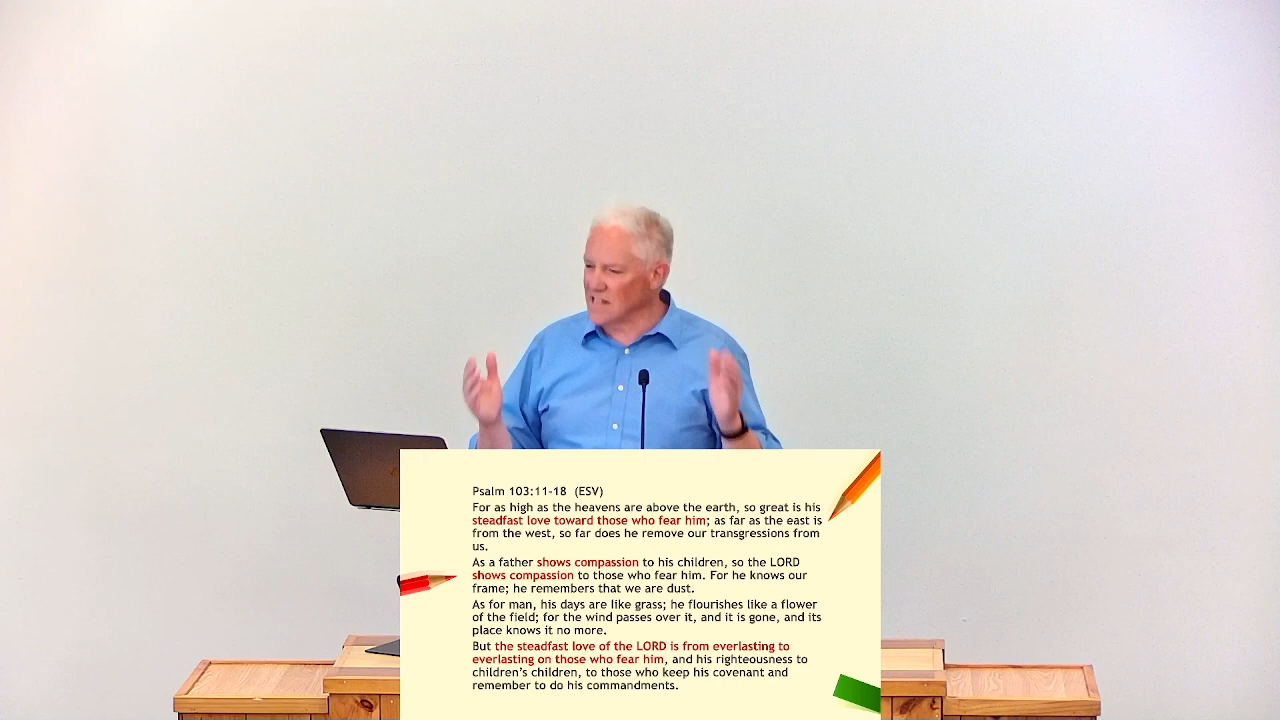 Psalm 103:11-18 (ESV)
For as high as the heavens are above the earth, so great is his
steadfast love toward those who fear him; as far as the east is
from the west, so far does he remove our transgressions from
us.
As a father shows compassion to his children, so the LORD
shows compassion to those who fear him. For he knows our
frame; he remembers that we are dust.
As for man, his days are like grass; he flourishes like a flower
of the field; for the wind passes over it, and it is gone, and its
place knows it no more.
But the steadfast love of the LORD is from everlasting to
everlasting on those who fear him, and his righteousness to
children's children, to those who keep his covenant and
remember to do his commandments.